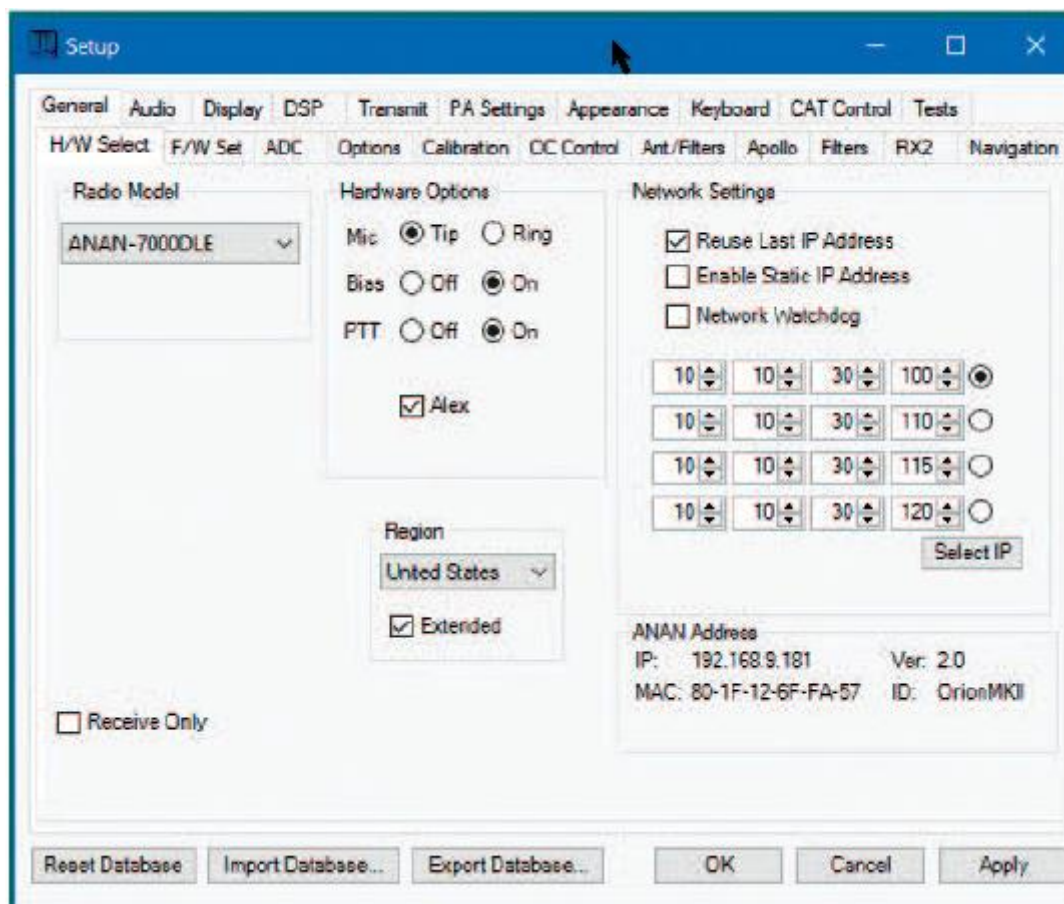 Setup
General Audio Display DSP Transmit PA Settings Appearance Keyboard CAT Control Tests
H/W Select F/W Set ADC Options Calibration OC Control Ant./Filters Apollo Filters RX2 Navigation
Radio Model
ANAN-7000DLE
Hardware Options
Mic Tip Ring
Bias Off On
PTT Off On
Alex
Network Settings
Reuse Last IP Address
Enable Static IP Address
Network Watchdog
10 10 30 100
10 10 30 110
10 10 30 115
10 10 30 120
Select IP
Region
United States
Extended
ANAN Address
IP: 192.168.9.181 Ver: 2.0
MAC: 80-1F-12-6F-FA-57 ID: OrionMKII
Receive Only
Reset Database Import Database... Export Database... OK Cancel Apply